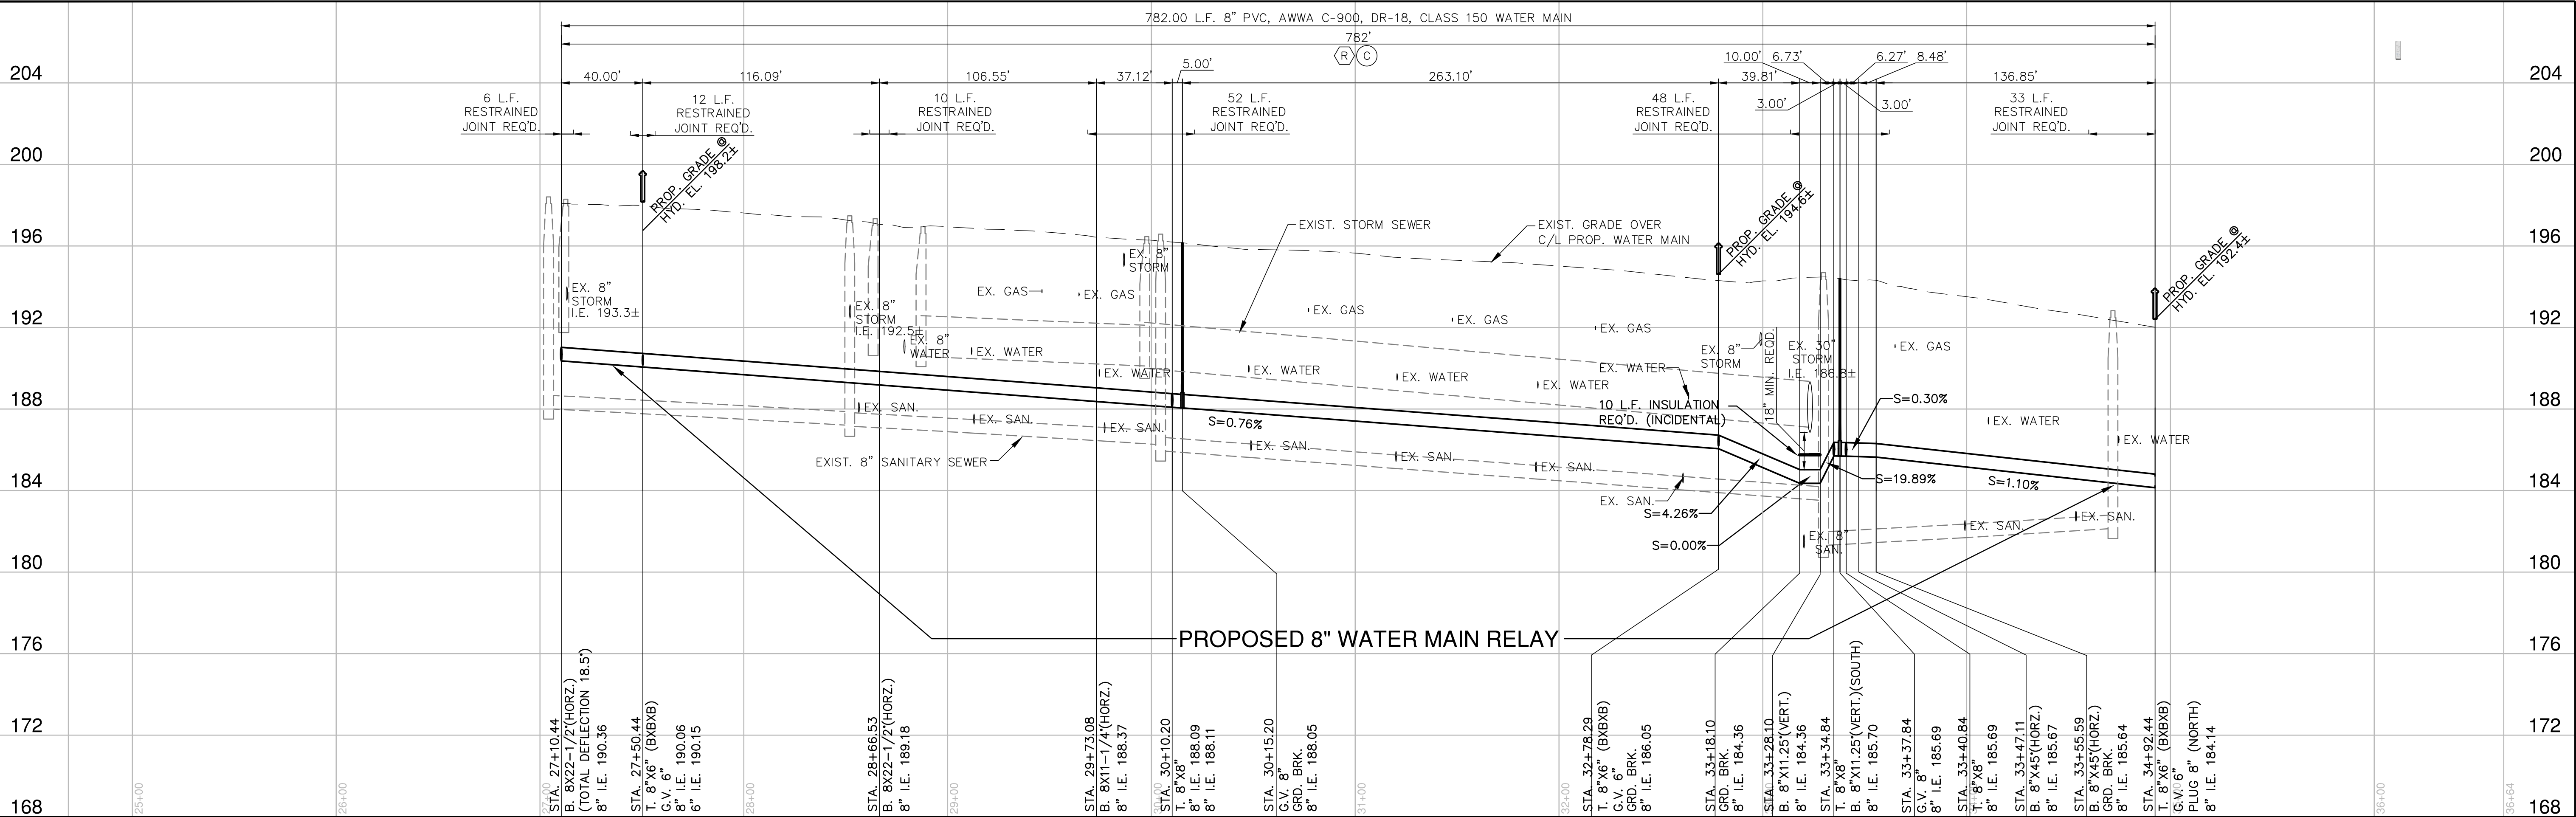 782.00 L.F. 8" PVC, AWWA C-900, DR-18, CLASS 150 WATER MAIN
782'
R C
204
40.00'
116.09'
106.55'
37.12'
5.00'
263.10'
39.81'
10.00'
6.73'
3.00'
3.00'
6.27'
8.48'
136.85'
204
6 L.F.
RESTRAINED
JOINT REQ'D.
12 L.F.
RESTRAINED
JOINT REQ'D.
10 L.F.
RESTRAINED
JOINT REQ'D.
52 L.F.
RESTRAINED
JOINT REQ'D.
48 L.F.
RESTRAINED
JOINT REQ'D.
33 L.F.
RESTRAINED
JOINT REQ'D.
200
200
PROP. GRADE @
HYD. EL. 198.2±
PROP. GRADE @
HYD. EL. 194.6±
PROP. GRADE @
HYD. EL. 192.4±
196
196
EXIST. STORM SEWER
EXIST. GRADE OVER
C/L PROP. WATER MAIN
EX. 8"
STORM
I.E. 193.3±
EX. 8"
STORM
I.E. 192.5±
EX. 8"
WATER
EX. 8"
STORM
EX. GAS
EX. GAS
EX. GAS
EX. GAS
EX. GAS
EX. GAS
192
192
EX. WATER
EX. WATER
EX. WATER
EX. WATER
EX. WATER
EX. WATER
EX. 8"
STORM
18" MIN. REQD.
EX. 30"
STORM
I.E. 186.8±
188
188
EX. SAN.
EX. SAN.
EX. SAN.
EX. SAN.
EX. SAN.
EX. SAN.
EX. SAN.
S=0.76%
10 L.F. INSULATION
REQ'D. (INCIDENTAL)
S=0.30%
EX. WATER
EX. WATER
EXIST. 8" SANITARY SEWER
184
184
S=4.26%
S=0.00%
S=19.89%
S=1.10%
EX. 8"
SAN.
EX. SAN.
EX. SAN.
180
180
PROPOSED 8" WATER MAIN RELAY
176
176
172
172
168
168
STA. 27+10.44
B. 8X22-1/2°(HORZ.)
(TOTAL DEFLECTION 18.5°)
8" I.E. 190.36
STA. 27+50.44
T. 8"X6" (BXBXB)
G.V. 6"
8" I.E. 190.06
6" I.E. 190.15
STA. 28+66.53
B. 8X22-1/2°(HORZ.)
8" I.E. 189.18
STA. 29+73.08
B. 8X11-1/4°(HORZ.)
8" I.E. 188.37
STA. 30+10.20
T. 8"X8"
8" I.E. 188.09
8" I.E. 188.11
STA. 30+15.20
G.V. 8"
GRD. BRK.
8" I.E. 188.05
STA. 32+78.29
T. 8"X6" (BXBXB)
G.V. 6"
GRD. BRK.
8" I.E. 186.05
STA. 33+18.10
GRD. BRK.
8" I.E. 184.36
STA. 33+28.10
B. 8"X11.25°(VERT.)
8" I.E. 184.36
STA. 33+34.84
T. 8"X8"
B. 8"X11.25°(VERT.)(SOUTH)
8" I.E. 185.70
STA. 33+37.84
G.V. 8"
8" I.E. 185.69
STA. 33+40.84
T. 8"X8"
8" I.E. 185.69
STA. 33+47.11
B. 8"X45°(HORZ.)
8" I.E. 185.67
STA. 33+55.59
B. 8"X45°(HORZ.)
GRD. BRK.
8" I.E. 185.64
STA. 34+92.44
T. 8"X6" (BXBXB)
G.V. 6"
PLUG 8" (NORTH)
8" I.E. 184.14
25+00
26+00
27+00
28+00
29+00
30+00
31+00
32+00
36+00
36+64